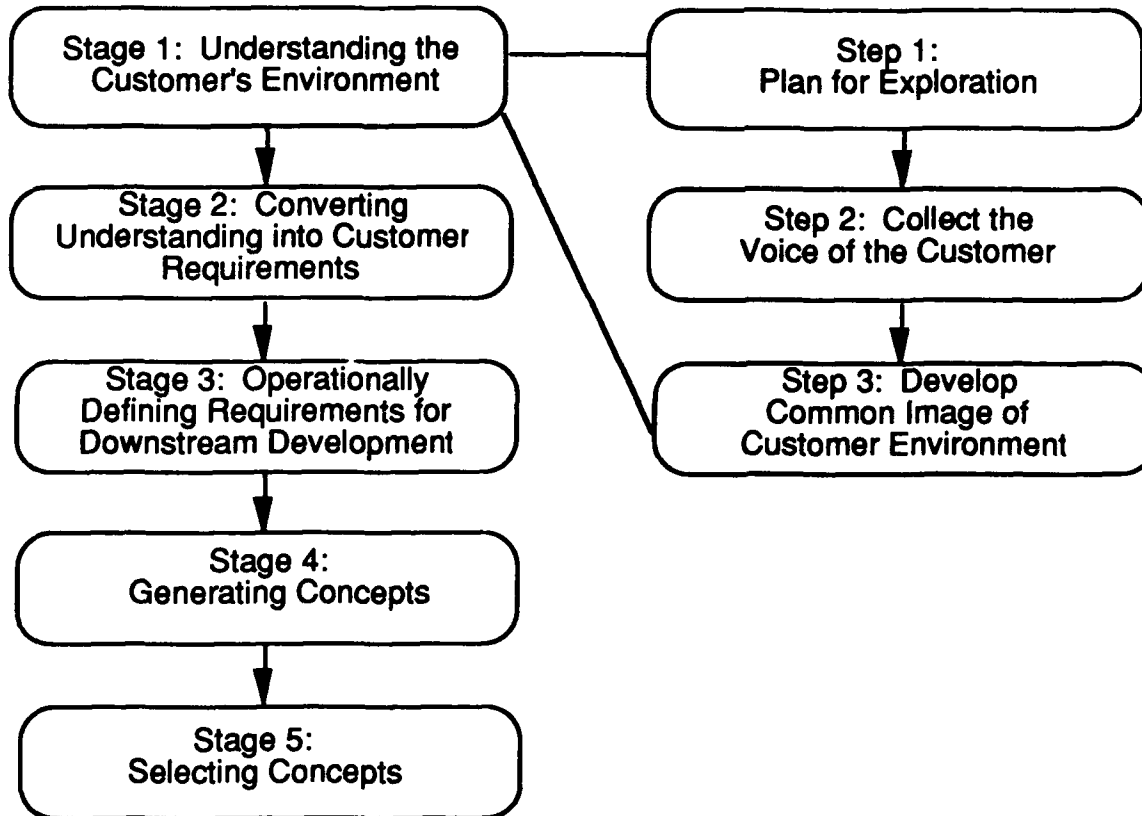 Stage 1: Understanding the
Customer's Environment
Stage 2: Converting
Understanding into Customer
Requirements
Stage 3: Operationally
Defining Requirements for
Downstream Development
Stage 4:
Generating Concepts
Stage 5:
Selecting Concepts
Step 1:
Plan for Exploration
Step 2: Collect the
Voice of the Customer
Step 3: Develop
Common Image of
Customer Environment